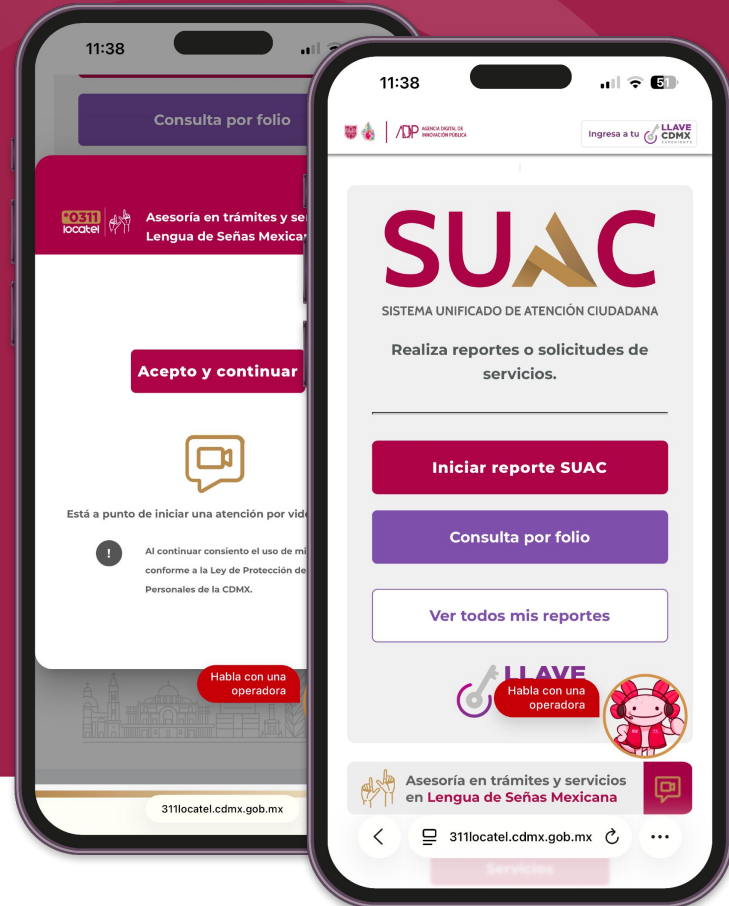 11:38
Consulta por folio
*0311
locatel
Asesoría en trámites y se
Lengua de Señas Mexica
Acepto y continuar
Está a punto de iniciar una atención por vide
!
Al continuar consiento el uso de mi
conforme a la Ley de Protección de
Personales de la CDMX.
Habla con una
operadora
311locatel.cdmx.gob.mx
11:38
51
ADIP
AGENCIA DIGITAL DE
INNOVACIÓN PÚBLICA
Ingresa a tu
LLAVE
CDMX
EXPEDIENTE
SUAC
SISTEMA UNIFICADO DE ATENCIÓN CIUDADANA
Realiza reportes o solicitudes de
servicios.
Iniciar reporte SUAC
Consulta por folio
Ver todos mis reportes
LLAVE
Habla con una
operadora
Asesoría en trámites y servicios
en Lengua de Señas Mexicana
311locatel.cdmx.gob.mx
Servicios